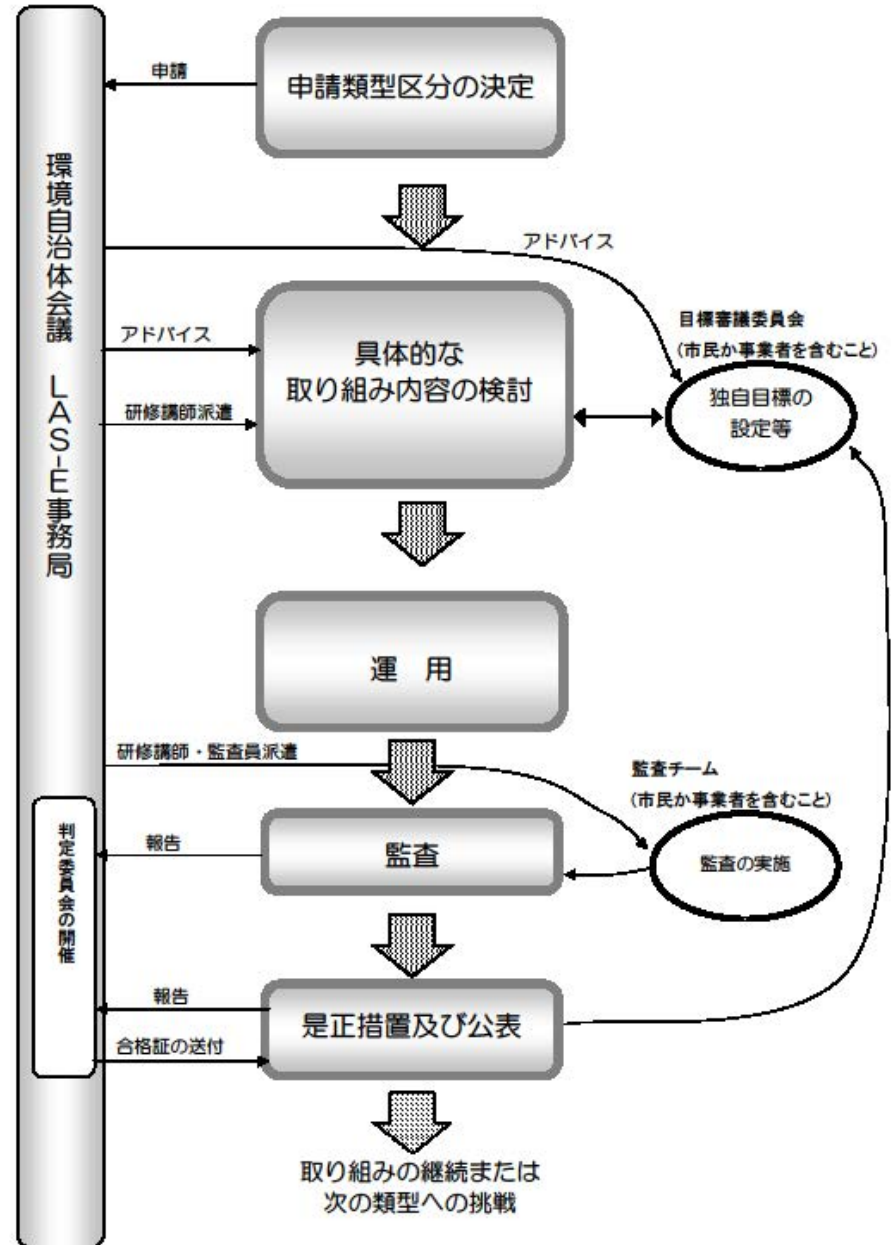 申請
申請類型区分の決定
環境自治体会議 LAS-E事務局
アドバイス
アドバイス
具体的な
取り組み内容の検討
研修講師派遣
目標審議委員会
(市民か事業者を含むこと)
独自目標の
設定等
運 用
研修講師・監査員派遣
監査チーム
(市民か事業者を含むこと)
報告
監査
監査の実施
判定委員会の開催
報告
是正措置及び公表
合格証の送付
取り組みの継続または
次の類型への挑戦